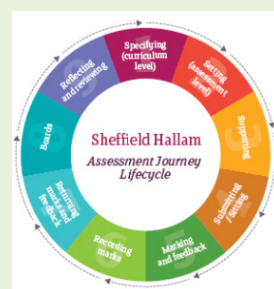 Specifying
(curriculum
level)
Setting
(assessment
level)
Supporting
Submitting
/ Sitting
Marking
and feedback
Recording
marks
Returning
marks and
feedback
Boards
Reflecting
and reviewing
Sheffield Hallam
Assessment Journey
Lifecycle